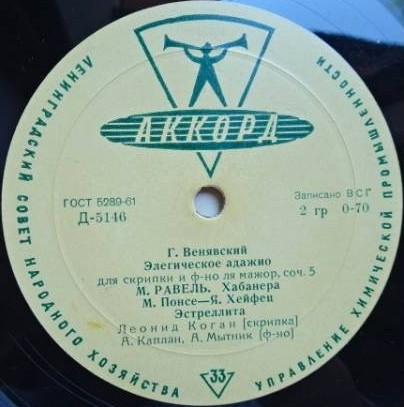 ЛЕНИНГРАДСКИЙ СОВЕТ НАРОДНОГО ХОЗЯЙСТВА
УПРАВЛЕНИЕ ХИМИЧЕСКОЙ ПРОМЫШЛЕННОСТИ
АККОРД
ГОСТ 5289-61
Д-5146
Записано ВСГ
2 гр 0-70
Г. Венявский
Элегическое адажио
для скрипки и ф-но ля мажор, соч. 5
М. РАВЕЛЬ. Хабанера
М. Понсе—Я. Хейфец
Эстреллита
Леонид Коган [скрипка]
А. Каплан, А. Мытник [ф-но]
33